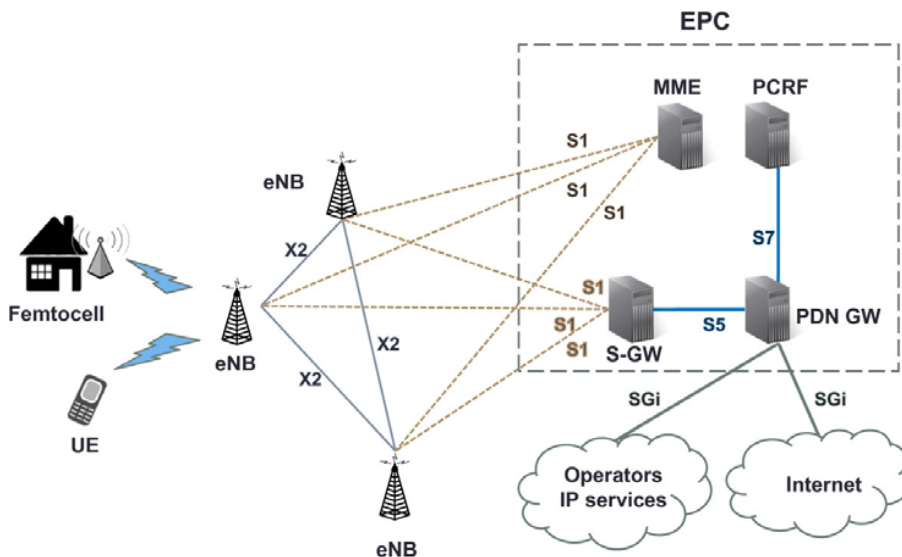 EPC
MME
PCRF
S1
eNB
S1
S1
X2
S7
Femtocell
S1
PDN GW
S1
S5
X2
S1
S-GW
eNB
X2
UE
SGi
SGi
Operators
IP services
Internet
eNB